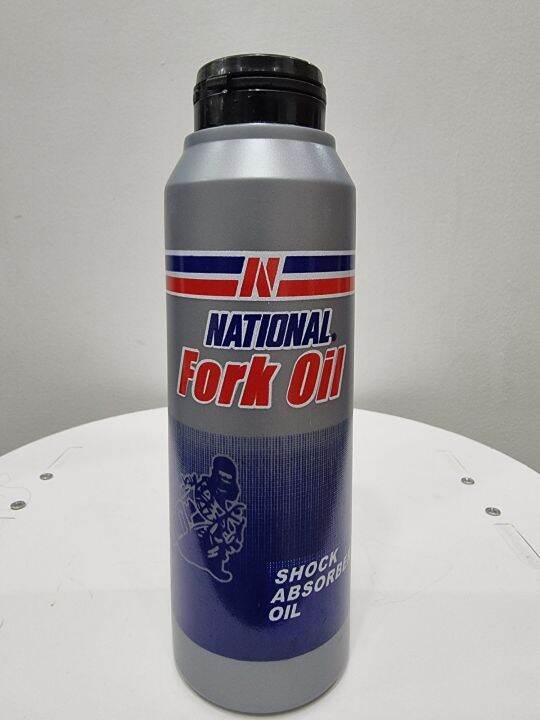 N
NATIONAL®
Fork Oil
SHOCK
ABSORBE
OIL